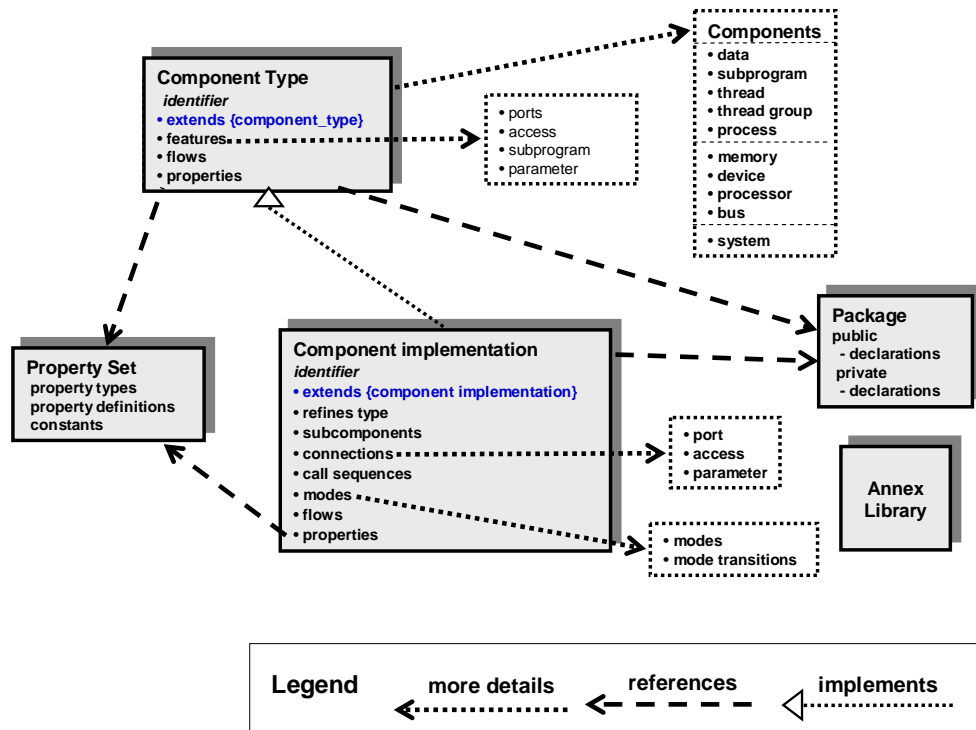 Components
• data
• subprogram
• thread
• thread group
• process
• memory
• device
• processor
• bus
• system
Component Type
identifier
• extends {component_type}
• features
• flows
• properties
• ports
• access
• subprogram
• parameter
Package
public
- declarations
private
- declarations
Property Set
property types
property definitions
constants
Component implementation
identifier
• extends {component implementation}
• refines type
• subcomponents
• connections
• call sequences
• modes
• flows
• properties
• port
• access
• parameter
Annex
Library
• modes
• mode transitions
Legend
more details
references
implements